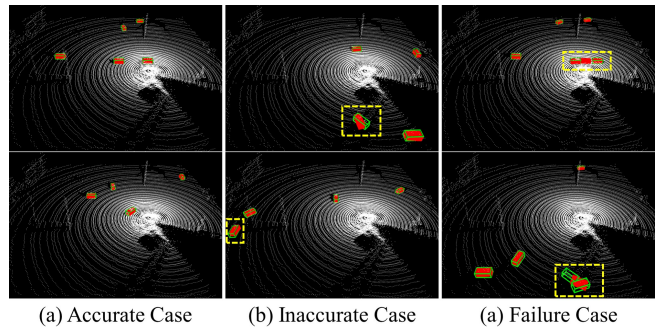 (a) Accurate Case
(b) Inaccurate Case
(a) Failure Case